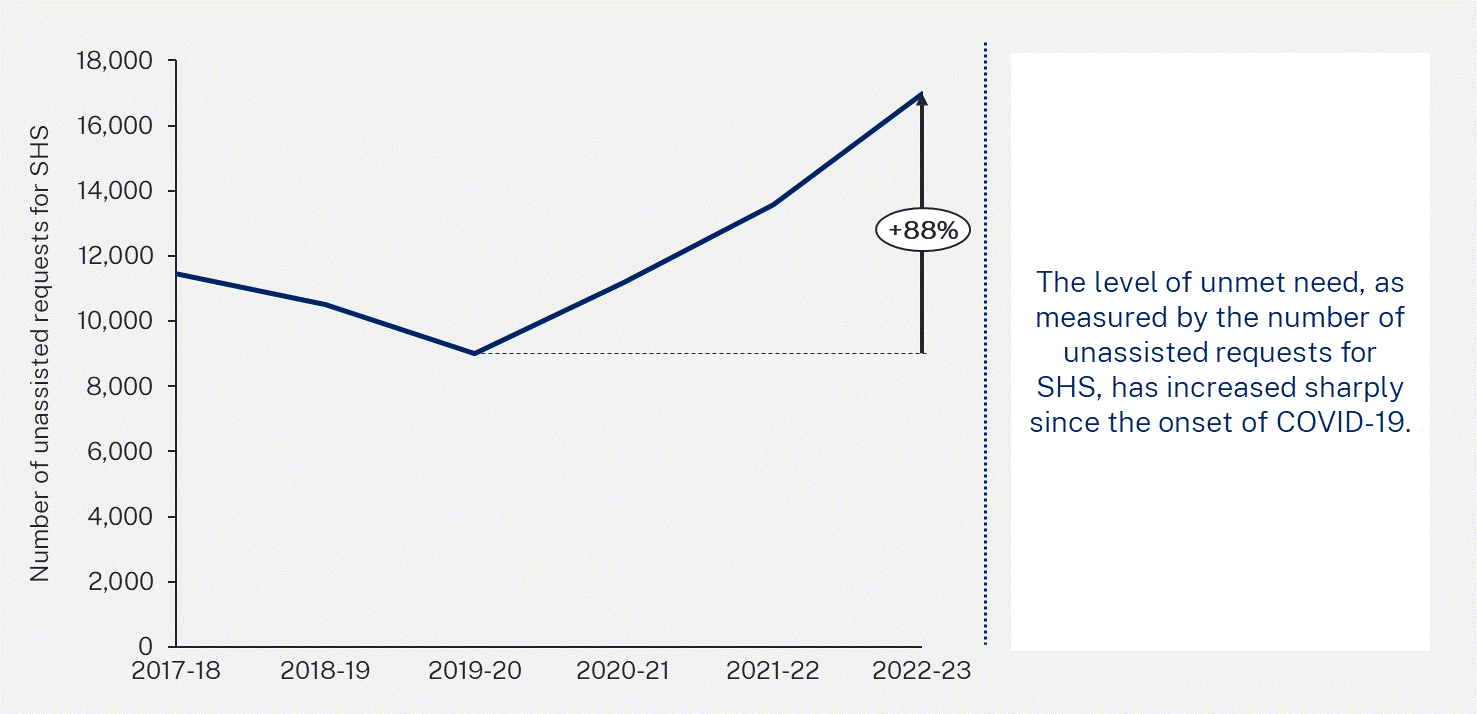 Number of unassisted requests for SHS
18,000
16,000
14,000
12,000
10,000
8,000
6,000
4,000
2,000
0
2017-18
2018-19
2019-20
2020-21
2021-22
2022-23
+88%
The level of unmet need, as
measured by the number of
unassisted requests for
SHS, has increased sharply
since the onset of COVID-19.